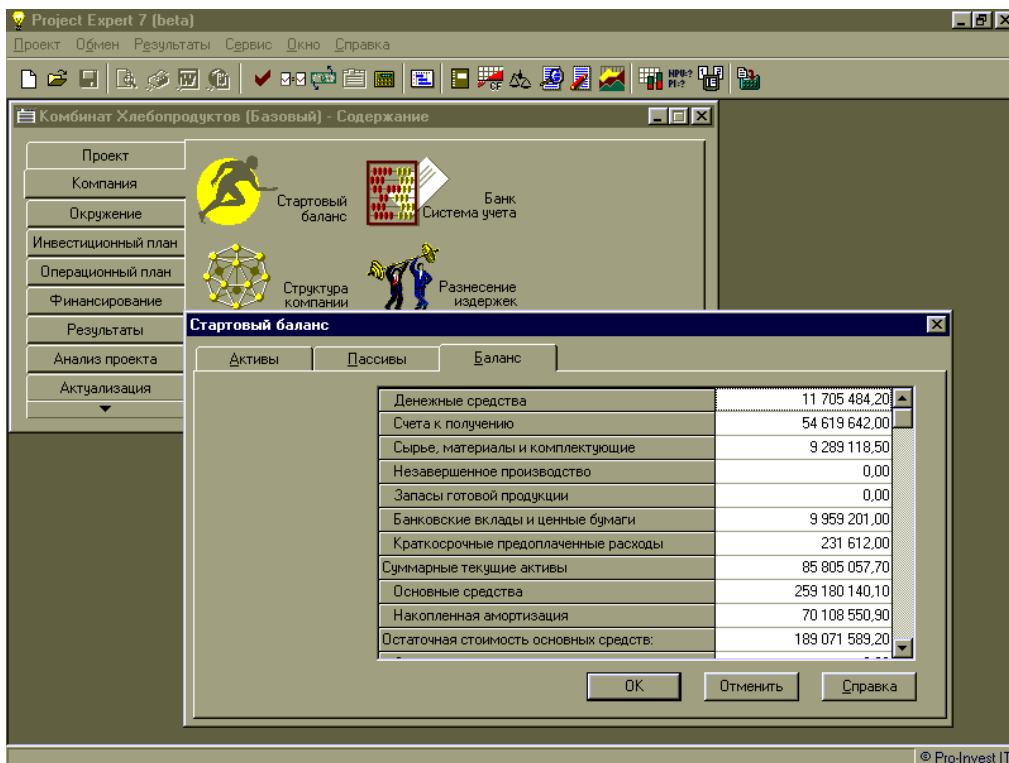 Project Expert 7 (beta)
Проект Обмен Результаты Сервис Окно Справка
CF NPV:? PI:?
Комбинат Хлебопродуктов (Базовый) - Содержание
Проект
Компания
Окружение
Инвестиционный план
Операционный план
Финансирование
Результаты
Анализ проекта
Актуализация
Стартовый
баланс
Банк
Система учета
Структура
компании
Разнесение
издержек
Стартовый баланс
Активы Пассивы Баланс
Денежные средства 11 705 484,20
Счета к получению 54 619 642,00
Сырье, материалы и комплектующие 9 289 118,50
Незавершенное производство 0,00
Запасы готовой продукции 0,00
Банковские вклады и ценные бумаги 9 959 201,00
Краткосрочные предоплаченные расходы 231 612,00
Суммарные текущие активы 85 805 057,70
Основные средства 259 180 140,10
Накопленная амортизация 70 108 550,90
Остаточная стоимость основных средств: 189 071 589,20
OK Отменить Справка
© Pro-Invest IT